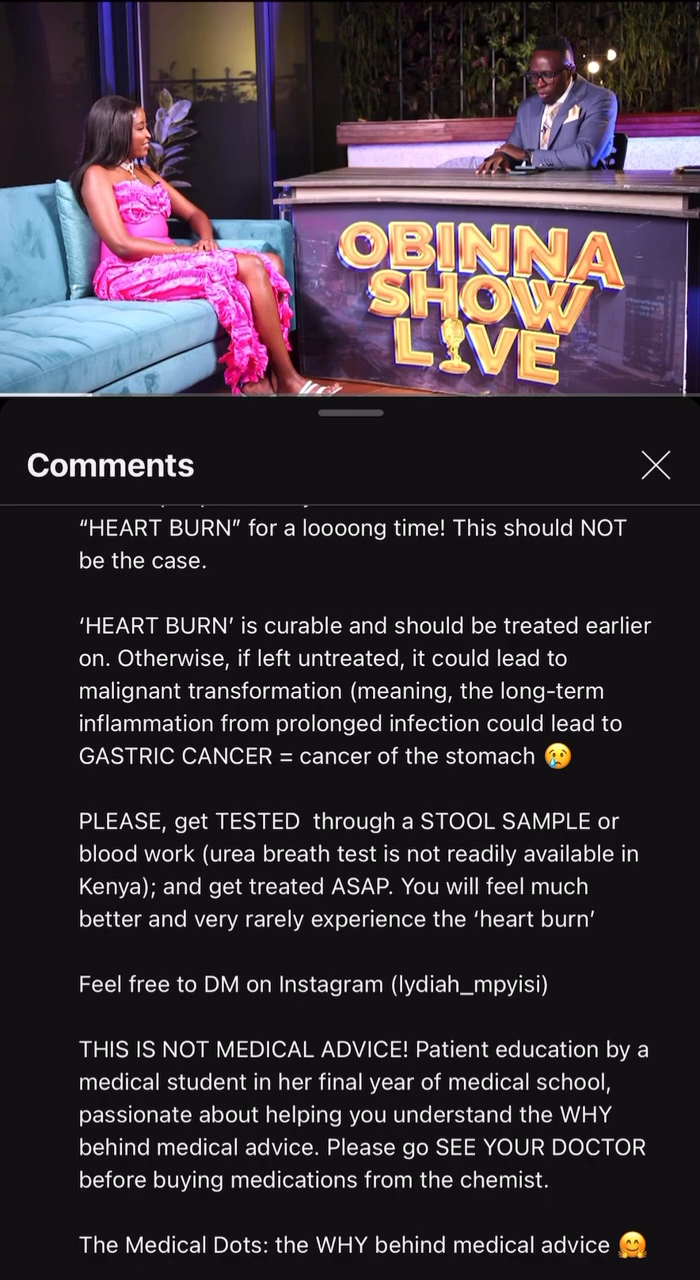 OBINNA
SHOW
LIVE
Comments
“HEART BURN” for a loooong time! This should NOT
be the case.
‘HEART BURN’ is curable and should be treated earlier
on. Otherwise, if left untreated, it could lead to
malignant transformation (meaning, the long-term
inflammation from prolonged infection could lead to
GASTRIC CANCER = cancer of the stomach 😢
PLEASE, get TESTED  through a STOOL SAMPLE or
blood work (urea breath test is not readily available in
Kenya); and get treated ASAP. You will feel much
better and very rarely experience the ‘heart burn’
Feel free to DM on Instagram (lydiah_mpyisi)
THIS IS NOT MEDICAL ADVICE! Patient education by a
medical student in her final year of medical school,
passionate about helping you understand the WHY
behind medical advice. Please go SEE YOUR DOCTOR
before buying medications from the chemist.
The Medical Dots: the WHY behind medical advice 🤗